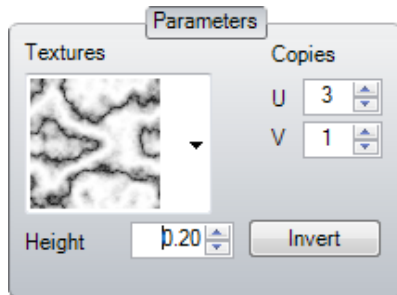 Parameters
Textures
Copies
U 3
V 1
Height 0.20 Invert